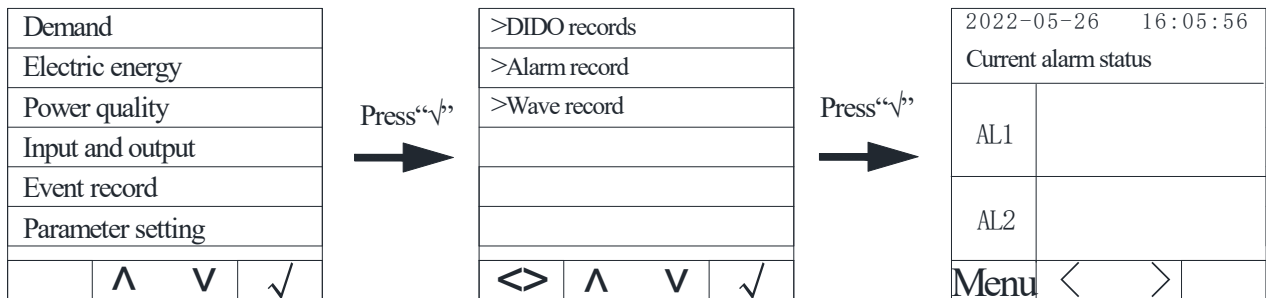 Demand
Electric energy
Power quality
Input and output
Event record
Parameter setting
∧ ∨ √
Press“√”
>DIDO records
>Alarm record
>Wave record
<> ∧ ∨ √
Press“√”
2022-05-26 16:05:56
Current alarm status
AL1
AL2
Menu < >